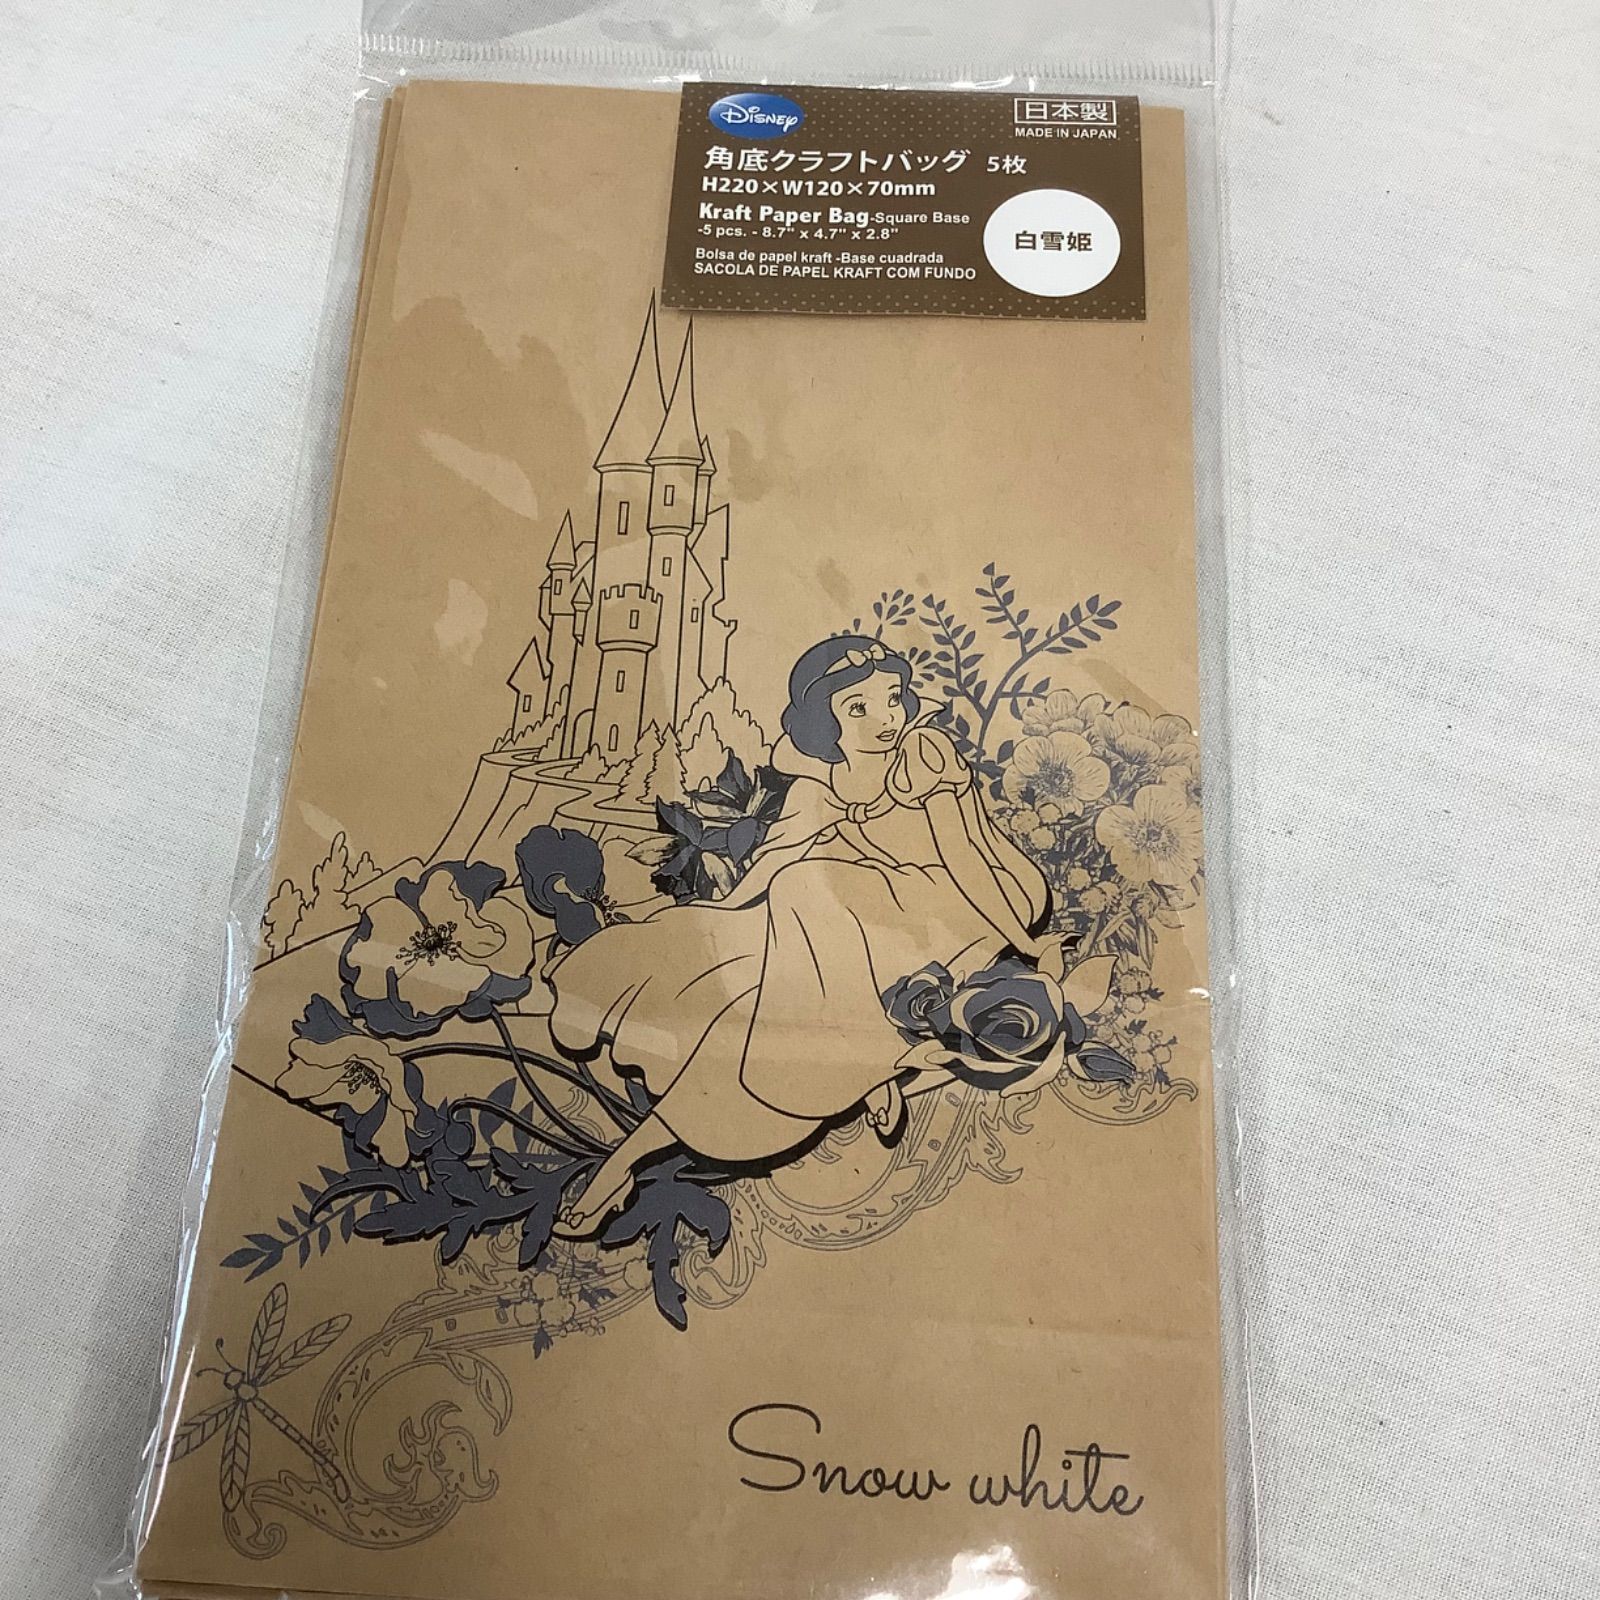 Disney
日本製
MADE IN JAPAN
角底クラフトバッグ 5枚
H220×W120×70mm
Kraft Paper Bag-Square Base
-5 pcs. - 8.7" x 4.7" x 2.8"
白雪姫
Bolsa de papel kraft -Base cuadrada
SACOLA DE PAPEL KRAFT COM FUNDO
Snow white